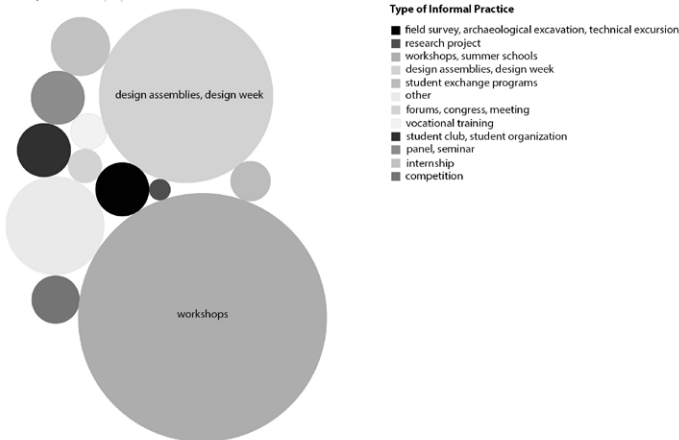 design assemblies, design week
workshops
Type of Informal Practice
field survey, archaeological excavation, technical excursion
research project
workshops, summer schools
design assemblies, design week
student exchange programs
other
forums, congress, meeting
vocational training
student club, student organization
panel, seminar
internship
competition